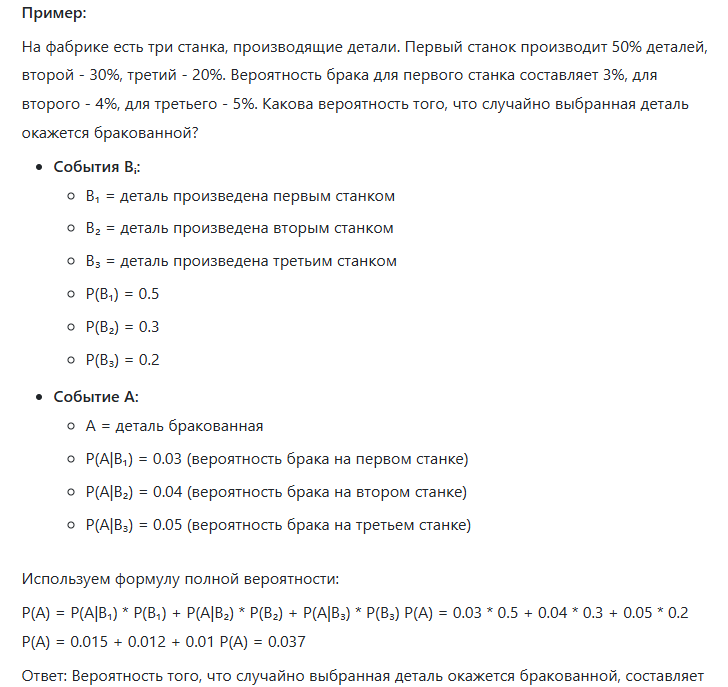 Пример:
На фабрике есть три станка, производящие детали. Первый станок производит 50% деталей,
второй - 30%, третий - 20%. Вероятность брака для первого станка составляет 3%, для
второго - 4%, для третьего - 5%. Какова вероятность того, что случайно выбранная деталь
окажется бракованной?
• События Bᵢ:
○ B₁ = деталь произведена первым станком
○ B₂ = деталь произведена вторым станком
○ B₃ = деталь произведена третьим станком
○ P(B₁) = 0.5
○ P(B₂) = 0.3
○ P(B₃) = 0.2
• Событие A:
○ A = деталь бракованная
○ P(A|B₁) = 0.03 (вероятность брака на первом станке)
○ P(A|B₂) = 0.04 (вероятность брака на втором станке)
○ P(A|B₃) = 0.05 (вероятность брака на третьем станке)
Используем формулу полной вероятности:
P(A) = P(A|B₁) * P(B₁) + P(A|B₂) * P(B₂) + P(A|B₃) * P(B₃) P(A) = 0.03 * 0.5 + 0.04 * 0.3 + 0.05 * 0.2
P(A) = 0.015 + 0.012 + 0.01 P(A) = 0.037
Ответ: Вероятность того, что случайно выбранная деталь окажется бракованной, составляет